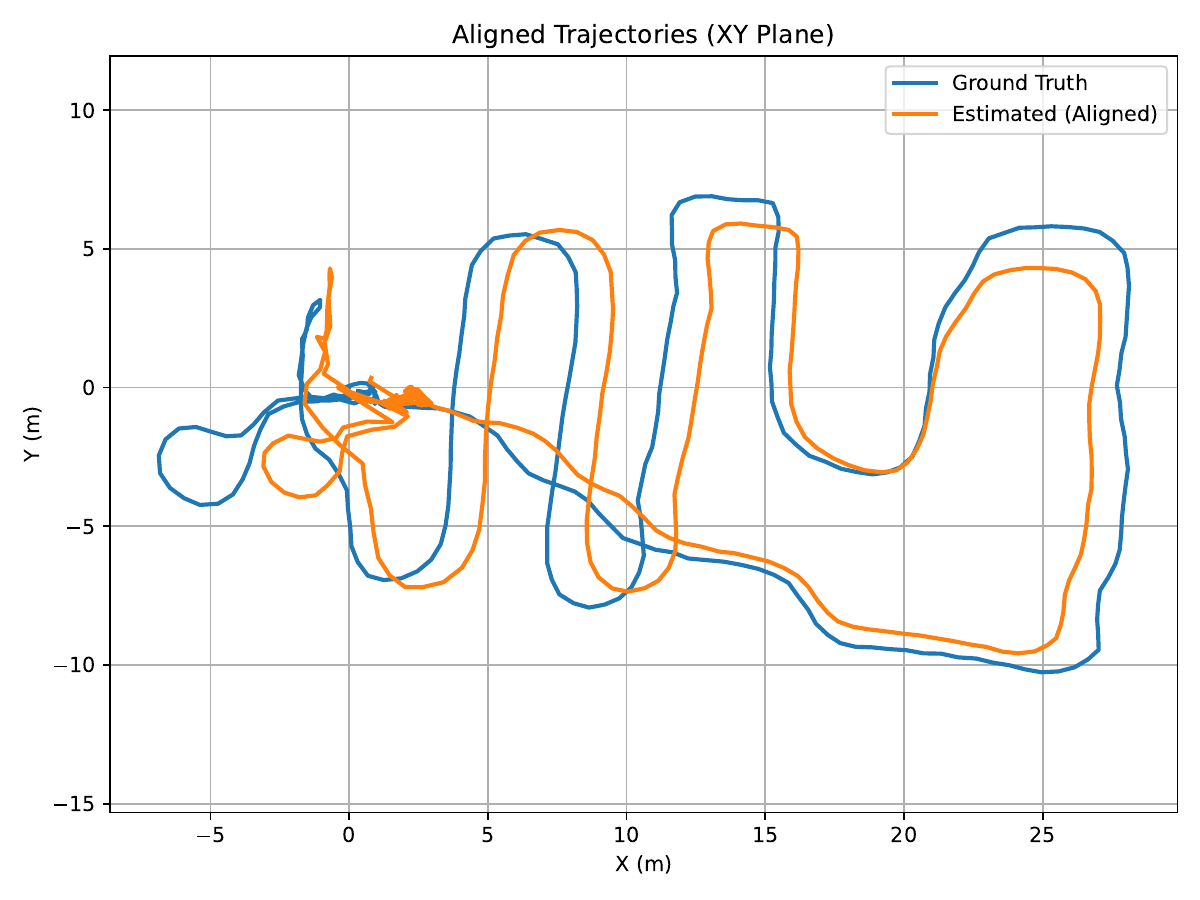 Aligned Trajectories (XY Plane)
Ground Truth
Estimated (Aligned)
10
5
0
−5
−10
−15
Y (m)
−5
0
5
10
15
20
25
X (m)